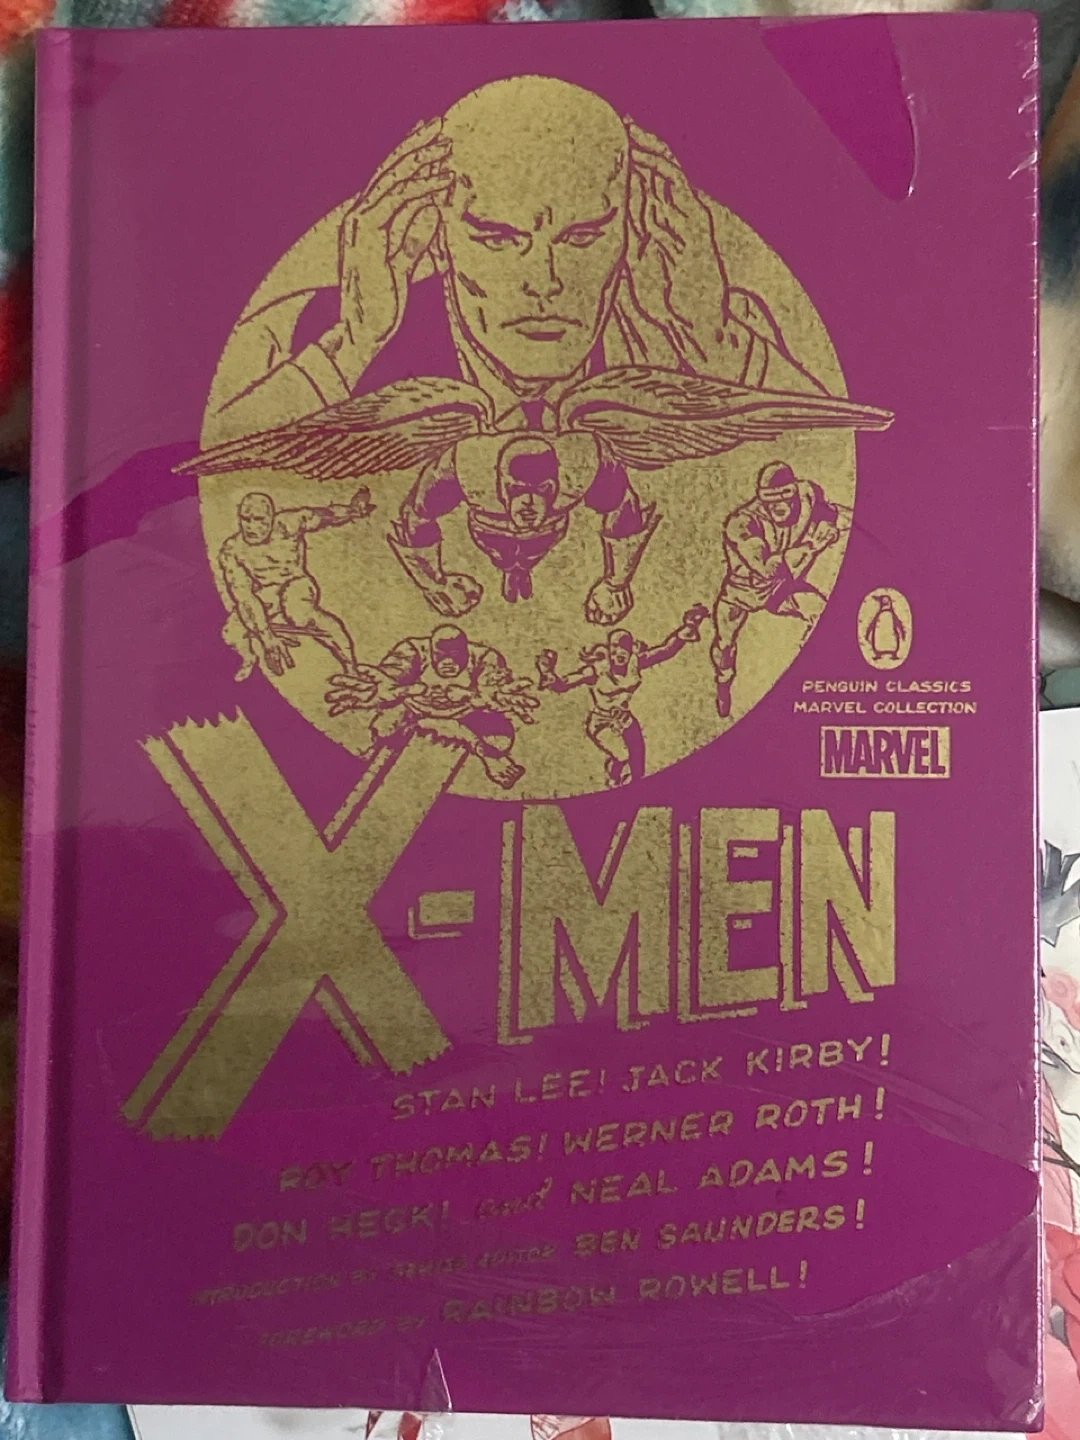 PENGUIN CLASSICS
MARVEL COLLECTION
MARVEL
X-MEN
STAN LEE! JACK KIRBY!
ROY THOMAS! WERNER ROTH!
DON HECK! and NEAL ADAMS!
INTRODUCTION BY SERIES EDITOR BEN SAUNDERS!
FOREWORD BY RAINBOW ROWELL!